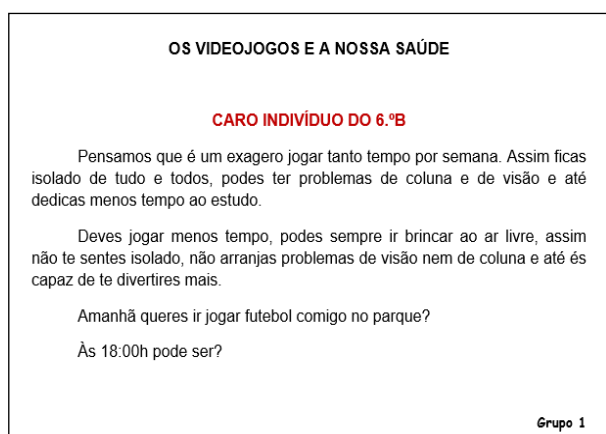 OS VIDEOJOGOS E A NOSSA SAÚDE
CARO INDIVÍDUO DO 6.ºB
Pensamos que é um exagero jogar tanto tempo por semana. Assim ficas
isolado de tudo e todos, podes ter problemas de coluna e de visão e até
dedicas menos tempo ao estudo.
Deves jogar menos tempo, podes sempre ir brincar ao ar livre, assim
não te sentes isolado, não arranjas problemas de visão nem de coluna e até és
capaz de te divertires mais.
Amanhã queres ir jogar futebol comigo no parque?
Às 18:00h pode ser?
Grupo 1